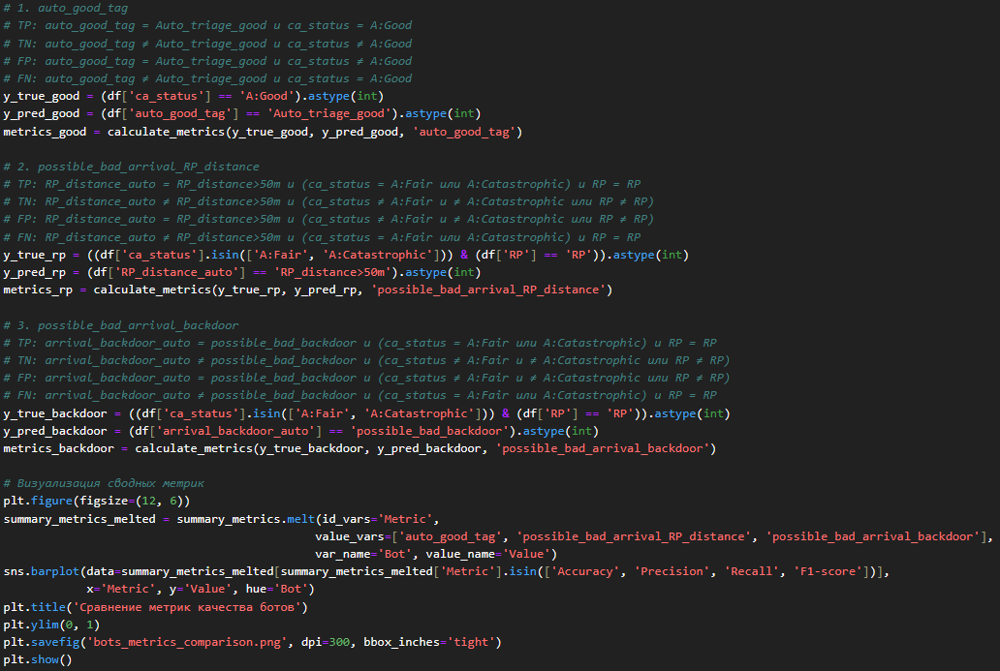 # 1. auto_good_tag
# TP: auto_good_tag = Auto_triage_good и ca_status = A:Good
# TN: auto_good_tag ≠ Auto_triage_good и ca_status ≠ A:Good
# FP: auto_good_tag = Auto_triage_good и ca_status ≠ A:Good
# FN: auto_good_tag ≠ Auto_triage_good и ca_status = A:Good
y_true_good = (df['ca_status'] == 'A:Good').astype(int)
y_pred_good = (df['auto_good_tag'] == 'Auto_triage_good').astype(int)
metrics_good = calculate_metrics(y_true_good, y_pred_good, 'auto_good_tag')

# 2. possible_bad_arrival_RP_distance
# TP: RP_distance_auto = RP_distance>50m и (ca_status = A:Fair или A:Catastrophic) и RP = RP
# TN: RP_distance_auto ≠ RP_distance>50m и (ca_status ≠ A:Fair и ≠ A:Catastrophic или RP ≠ RP)
# FP: RP_distance_auto = RP_distance>50m и (ca_status ≠ A:Fair и ≠ A:Catastrophic или RP ≠ RP)
# FN: RP_distance_auto ≠ RP_distance>50m и (ca_status = A:Fair или A:Catastrophic) и RP = RP
y_true_rp = ((df['ca_status'].isin(['A:Fair', 'A:Catastrophic'])) & (df['RP'] == 'RP')).astype(int)
y_pred_rp = (df['RP_distance_auto'] == 'RP_distance>50m').astype(int)
metrics_rp = calculate_metrics(y_true_rp, y_pred_rp, 'possible_bad_arrival_RP_distance')

# 3. possible_bad_arrival_backdoor
# TP: arrival_backdoor_auto = possible_bad_backdoor и (ca_status = A:Fair или A:Catastrophic) и RP = RP
# TN: arrival_backdoor_auto ≠ possible_bad_backdoor и (ca_status ≠ A:Fair и ≠ A:Catastrophic или RP ≠ RP)
# FP: arrival_backdoor_auto = possible_bad_backdoor и (ca_status ≠ A:Fair и ≠ A:Catastrophic или RP ≠ RP)
# FN: arrival_backdoor_auto ≠ possible_bad_backdoor и (ca_status = A:Fair или A:Catastrophic) и RP = RP
y_true_backdoor = ((df['ca_status'].isin(['A:Fair', 'A:Catastrophic'])) & (df['RP'] == 'RP')).astype(int)
y_pred_backdoor = (df['arrival_backdoor_auto'] == 'possible_bad_backdoor').astype(int)
metrics_backdoor = calculate_metrics(y_true_backdoor, y_pred_backdoor, 'possible_bad_arrival_backdoor')

# Визуализация сводных метрик
plt.figure(figsize=(12, 6))
summary_metrics_melted = summary_metrics.melt(id_vars='Metric',
                                              value_vars=['auto_good_tag', 'possible_bad_arrival_RP_distance', 'possible_bad_arrival_backdoor'],
                                              var_name='Bot', value_name='Value')
sns.barplot(data=summary_metrics_melted[summary_metrics_melted['Metric'].isin(['Accuracy', 'Precision', 'Recall', 'F1-score'])],
            x='Metric', y='Value', hue='Bot')
plt.title('Сравнение метрик качества ботов')
plt.ylim(0, 1)
plt.savefig('bots_metrics_comparison.png', dpi=300, bbox_inches='tight')
plt.show()